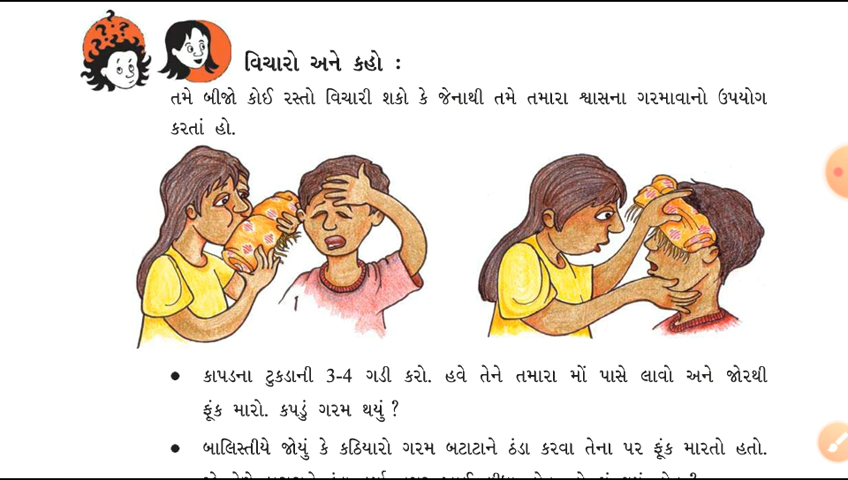 વિચારો અને કહો :
તમે બીજો કોઈ રસ્તો વિચારી શકો કે જેનાથી તમે તમારા શ્વાસના ગરમાવાનો ઉપયોગ
કરતાં હો.
કાપડના ટુકડાની 3-4 ગડી કરો. હવે તેને તમારા મોં પાસે લાવો અને જોરથી
ફૂંક મારો. કપડું ગરમ થયું ?
બાલિસ્તીયે જોયું કે કઠિયારો ગરમ બટાટાને ઠંડા કરવા તેના પર ફૂંક મારતો હતો.